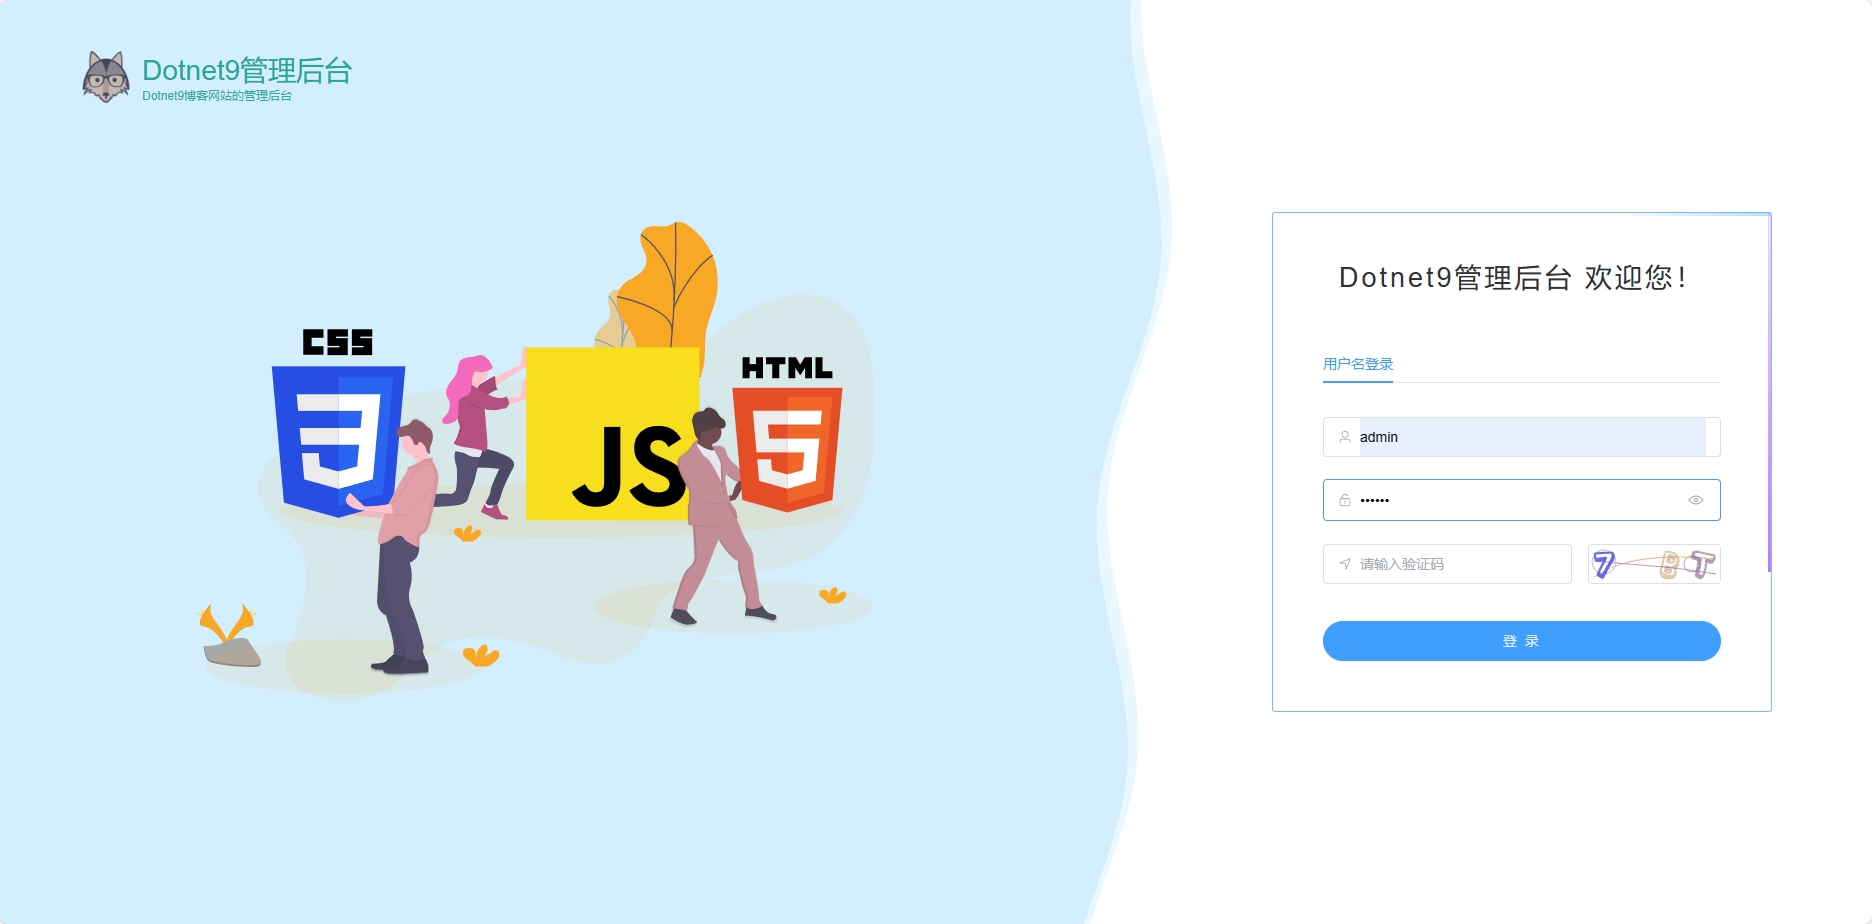 Dotnet9管理后台
Dotnet9博客网站的管理后台
CSS
3
JS
HTML
5
Dotnet9管理后台 欢迎您!
用户名登录
admin
••••••
请输入验证码
7 B T
登 录